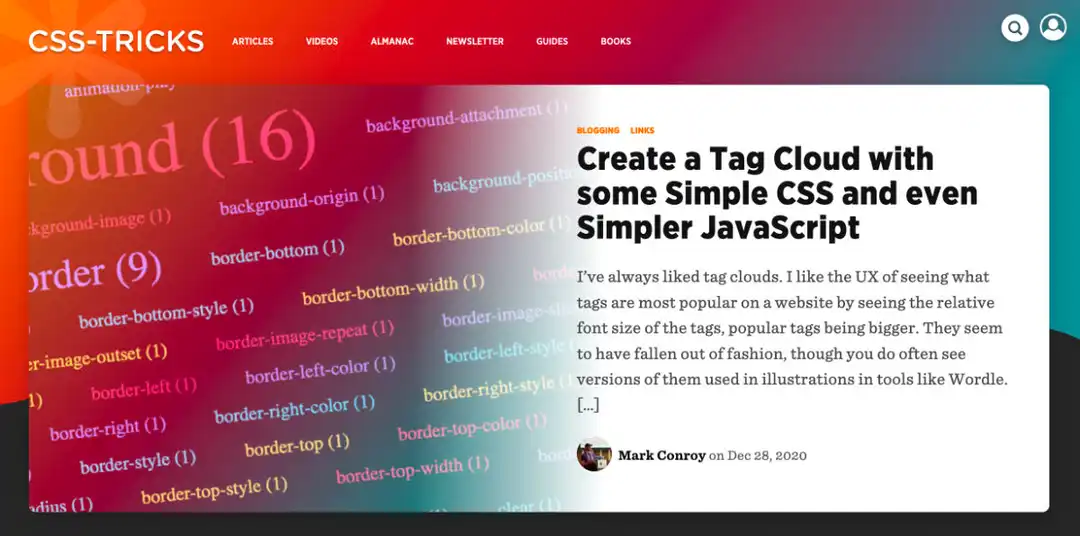 CSS-TRICKS
ARTICLES VIDEOS ALMANAC NEWSLETTER GUIDES BOOKS
round (16)
background-attachment (1)
background-origin (1)
border (9)
border-bottom (1)
border-bottom-color (1)
border-bottom-style (1)
border-bottom-width (1)
er-image-outset (1)
border-image-repeat (1)
border-left (1)
border-left-color (1)
border-left-style (1)
border-right (1)
border-right-color (1)
border-right-style (1)
border-style (1)
border-top (1)
border-top-color (1)
border-top-style (1)
border-top-width (1)
clear (1)
BLOGGING LINKS
Create a Tag Cloud with
some Simple CSS and even
Simpler JavaScript
I've always liked tag clouds. I like the UX of seeing what
tags are most popular on a website by seeing the relative
font size of the tags, popular tags being bigger. They seem
to have fallen out of fashion, though you do often see
versions of them used in illustrations in tools like Wordle.
[...]
Mark Conroy on Dec 28, 2020